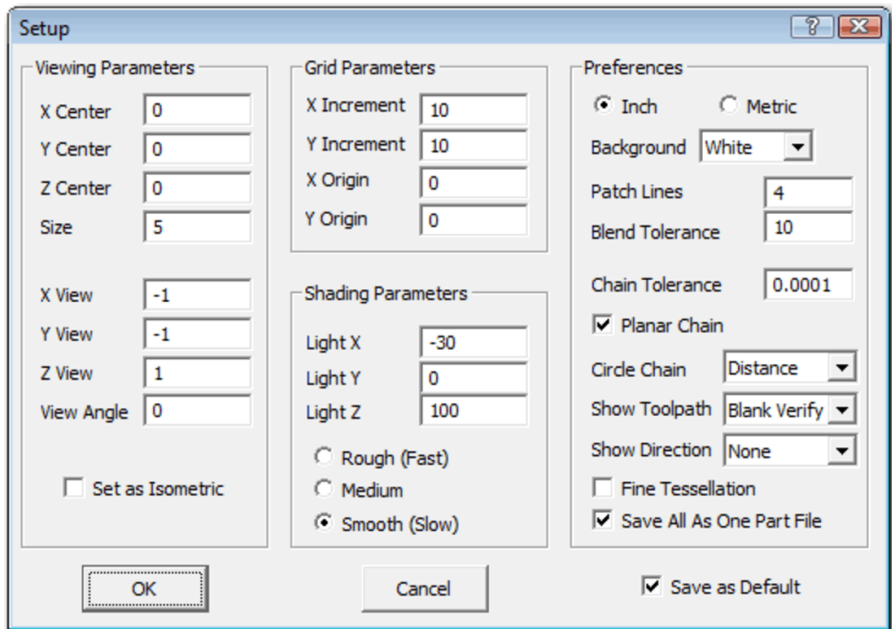 Setup
Viewing Parameters
X Center 0
Y Center 0
Z Center 0
Size 5
X View -1
Y View -1
Z View 1
View Angle 0
Set as Isometric
Grid Parameters
X Increment 10
Y Increment 10
X Origin 0
Y Origin 0
Shading Parameters
Light X -30
Light Y 0
Light Z 100
Rough (Fast)
Medium
Smooth (Slow)
Preferences
Inch Metric
Background White
Patch Lines 4
Blend Tolerance 10
Chain Tolerance 0.0001
Planar Chain
Circle Chain Distance
Show Toolpath Blank Verify
Show Direction None
Fine Tessellation
Save All As One Part File
OK Cancel Save as Default